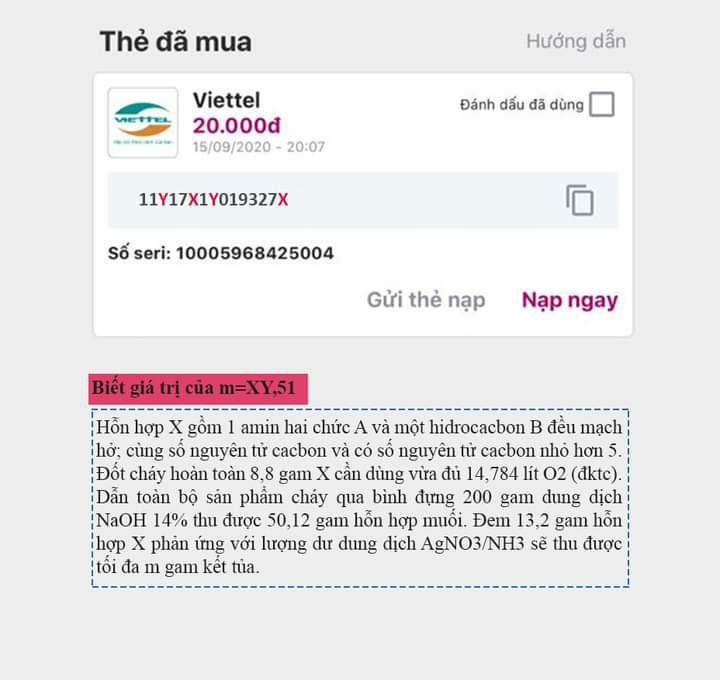 Thẻ đã mua
Hướng dẫn
VIETTEL
Viettel
20.000đ
15/09/2020 - 20:07
Đánh dấu đã dùng
11Y17X1Y019327X
Số seri: 10005968425004
Gửi thẻ nạp
Nạp ngay
Biết giá trị của m=XY,51
Hỗn hợp X gồm 1 amin hai chức A và một hidrocacbon B đều mạch
hở; cùng số nguyên tử cacbon và có số nguyên tử cacbon nhỏ hơn 5.
Đốt cháy hoàn toàn 8,8 gam X cần dùng vừa đủ 14,784 lít O2 (đktc).
Dẫn toàn bộ sản phẩm cháy qua bình đựng 200 gam dung dịch
NaOH 14% thu được 50,12 gam hỗn hợp muối. Đem 13,2 gam hỗn
hợp X phản ứng với lượng dư dung dịch AgNO3/NH3 sẽ thu được
tối đa m gam kết tủa.